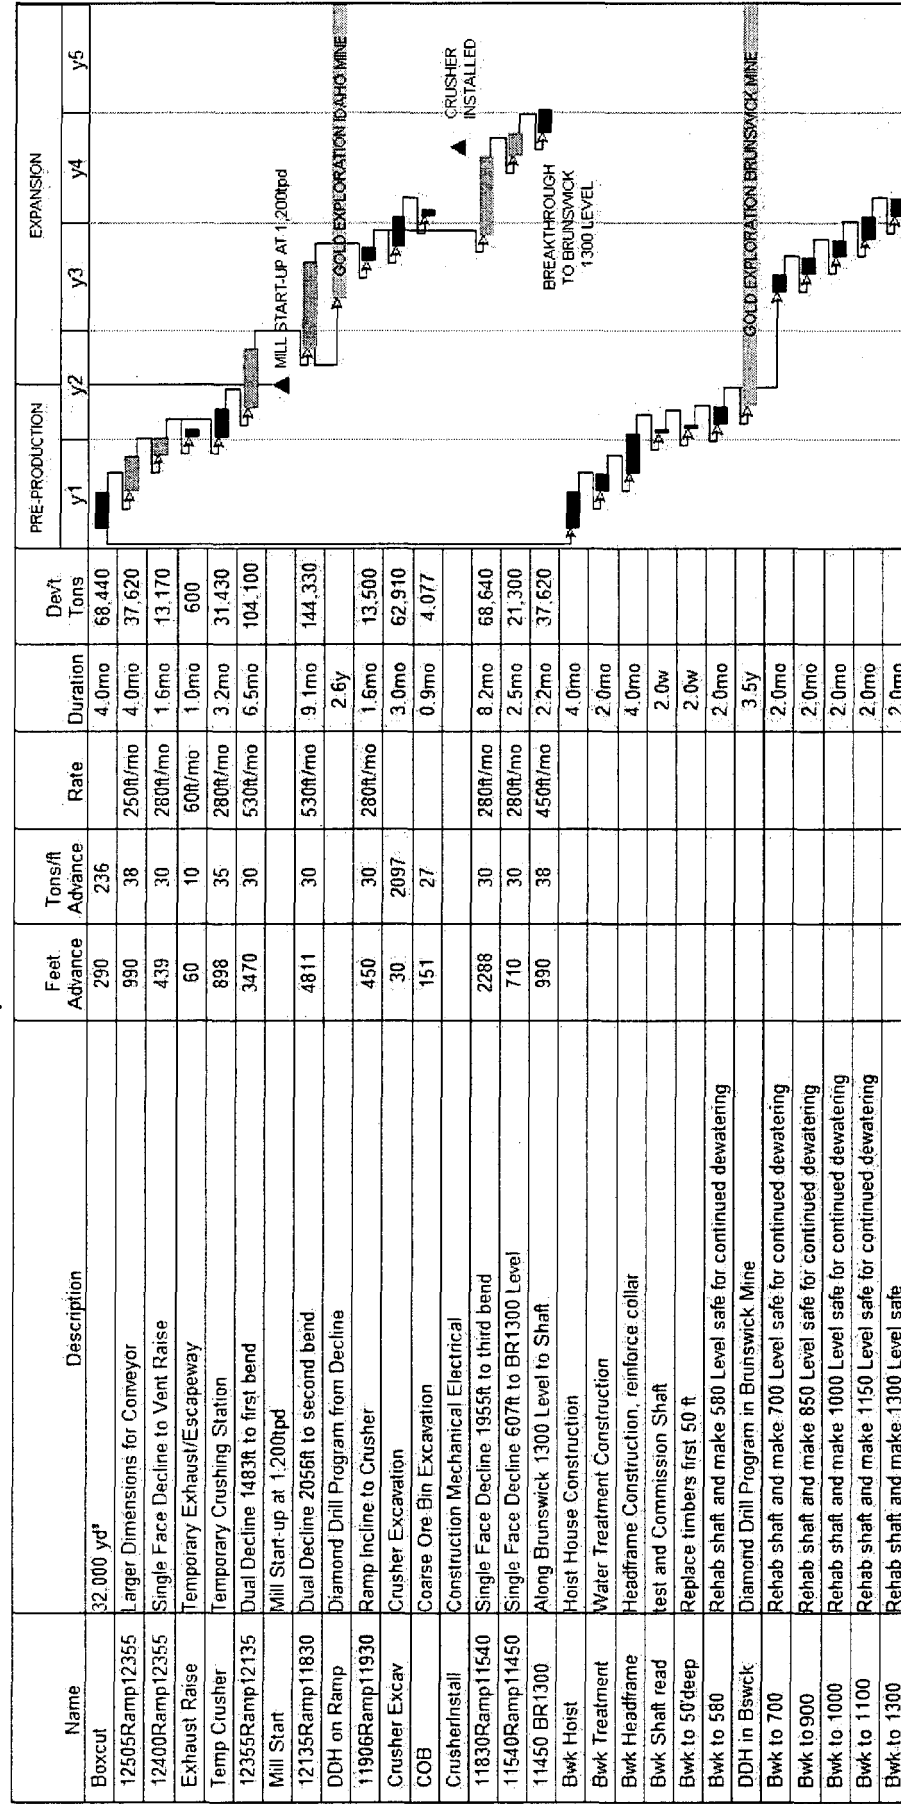 Name Description Feet Advance Tons/ft Advance Rate Duration Dev't Tons PRE-PRODUCTION EXPANSION
y1 y2 y3 y4 y5
Boxcut 32,000 yd³ 290 236 4.0mo 68,440
12505Ramp12355 Larger Dimensions for Conveyor 990 38 250ft/mo 4.0mo 37,620
12400Ramp12355 Single Face Decline to Vent Raise 439 30 280ft/mo 1.6mo 13,170
Exhaust Raise Temporary Exhaust/Escapeway 60 10 60ft/mo 1.0mo 600
Temp Crusher Temporary Crushing Station 898 35 280ft/mo 3.2mo 31,430
12355Ramp12135 Dual Decline 1483ft to first bend 3470 30 530ft/mo 6.5mo 104,100
Mill Start Mill Start-up at 1,200tpd MILL START-UP AT 1,200tpd
12135Ramp11830 Dual Decline 2056ft to second bend 4811 30 530ft/mo 9.1mo 144,330
DDH on Ramp Diamond Drill Program from Decline 2.6y GOLD EXPLORATION IDAHO MINE
11906Ramp11930 Ramp Incline to Crusher 450 30 280ft/mo 1.6mo 13,500
Crusher Excav Crusher Excavation 30 2097 3.0mo 62,910
COB Coarse Ore Bin Excavation 151 27 0.9mo 4,077
CrusherInstall Construction Mechanical Electrical CRUSHER INSTALLED
11830Ramp11540 Single Face Decline 1955ft to third bend 2288 30 280ft/mo 8.2mo 68,640
11540Ramp11450 Single Face Decline 607ft to BR1300 Level 710 30 280ft/mo 2.5mo 21,300
11450 BR1300 Along Brunswick 1300 Level to Shaft 990 38 450ft/mo 2.2mo 37,620
BREAKTHROUGH TO BRUNSWICK 1300 LEVEL
Bwk Hoist Hoist House Construction 4.0mo
Bwk Treatment Water Treatment Construction 2.0mo
Bwk Headframe Headframe Construction, reinforce collar 4.0mo
Bwk Shaft read test and Commission Shaft 2.0w
Bwk to 50'deep Replace timbers first 50 ft 2.0w
Bwk to 580 Rehab shaft and make 580 Level safe for continued dewatering 2.0mo
DDH in Bswck Diamond Drill Program in Brunswick Mine 3.5y GOLD EXPLORATION BRUNSWICK MINE
Bwk to 700 Rehab shaft and make 700 Level safe for continued dewatering 2.0mo
Bwk to 900 Rehab shaft and make 850 Level safe for continued dewatering 2.0mo
Bwk to 1000 Rehab shaft and make 1000 Level safe for continued dewatering 2.0mo
Bwk to 1100 Rehab shaft and make 1150 Level safe for continued dewatering 2.0mo
Bwk to 1300 Rehab shaft and make 1300 Level safe 2.0mo